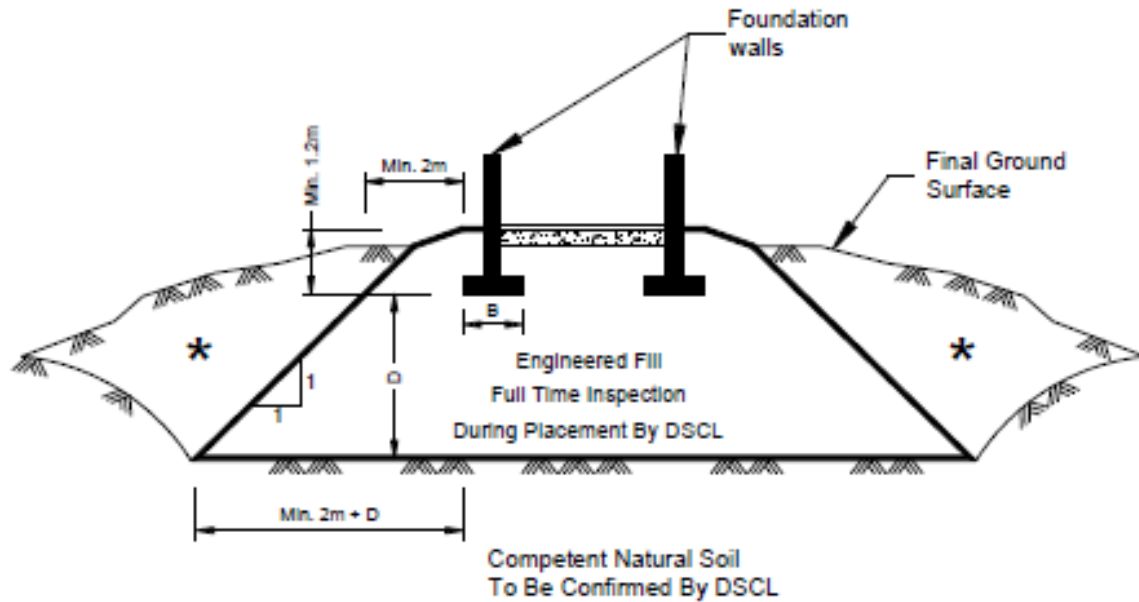 Foundation
walls
Min. 1.2m
Min. 2m
Final Ground
Surface
B
*
*
Engineered Fill
D
1
Full Time Inspection
1
During Placement By DSCL
Min. 2m + D
Competent Natural Soil
To Be Confirmed By DSCL